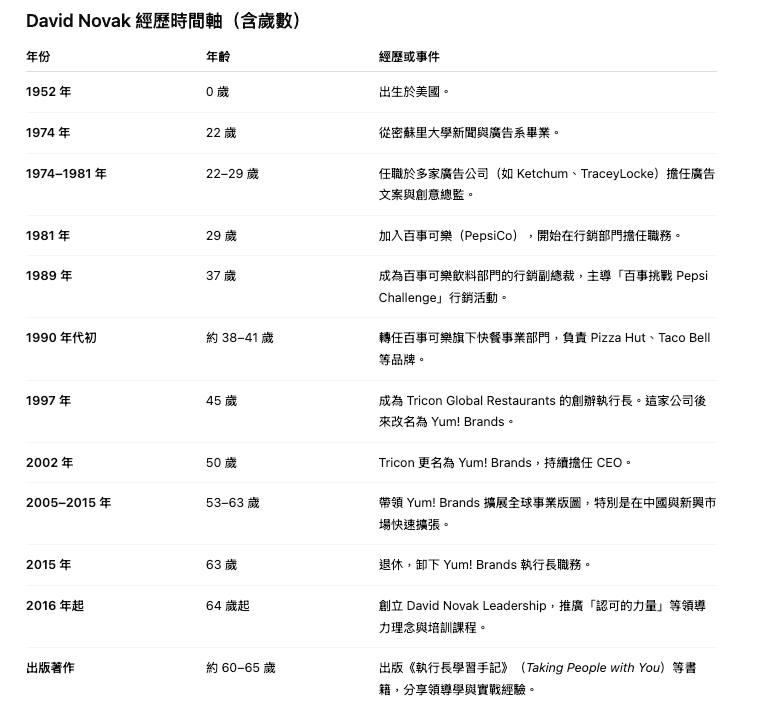 David Novak 經歷時間軸（含歲數）
年份 年齡 經歷或事件
1952 年 0 歲 出生於美國。
1974 年 22 歲 從密蘇里大學新聞與廣告系畢業。
1974–1981 年 22–29 歲 任職於多家廣告公司（如 Ketchum、TraceyLocke）擔任廣告
文案與創意總監。
1981 年 29 歲 加入百事可樂（PepsiCo），開始在行銷部門擔任職務。
1989 年 37 歲 成為百事可樂飲料部門的行銷副總裁，主導「百事挑戰 Pepsi
Challenge」行銷活動。
1990 年代初 約 38–41 歲 轉任百事可樂旗下快餐事業部門，負責 Pizza Hut、Taco Bell
等品牌。
1997 年 45 歲 成為 Tricon Global Restaurants 的創辦執行長。這家公司後
來改名為 Yum! Brands。
2002 年 50 歲 Tricon 更名為 Yum! Brands，持續擔任 CEO。
2005–2015 年 53–63 歲 帶領 Yum! Brands 擴展全球事業版圖，特別是在中國與新興市
場快速擴張。
2015 年 63 歲 退休，卸下 Yum! Brands 執行長職務。
2016 年起 64 歲起 創立 David Novak Leadership，推廣「認可的力量」等領導
力理念與培訓課程。
出版著作 約 60–65 歲 出版《執行長學習手記》（Taking People with You）等書
籍，分享領導學與實戰經驗。